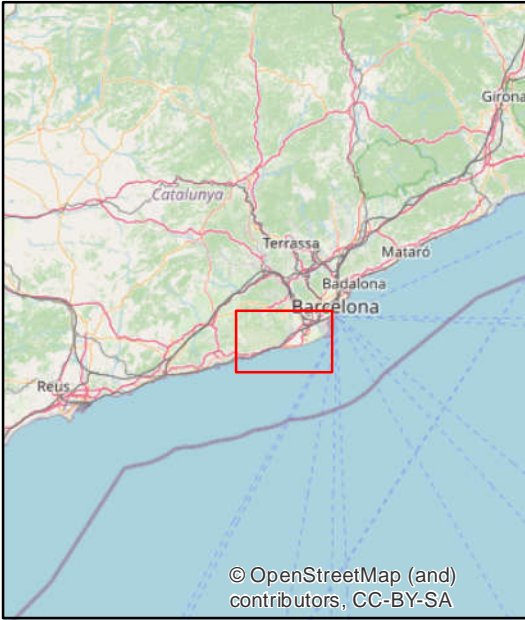 Girona
Catalunya
Terrassa
Mataró
Badalona
Barcelona
Reus
© OpenStreetMap (and)
contributors, CC-BY-SA